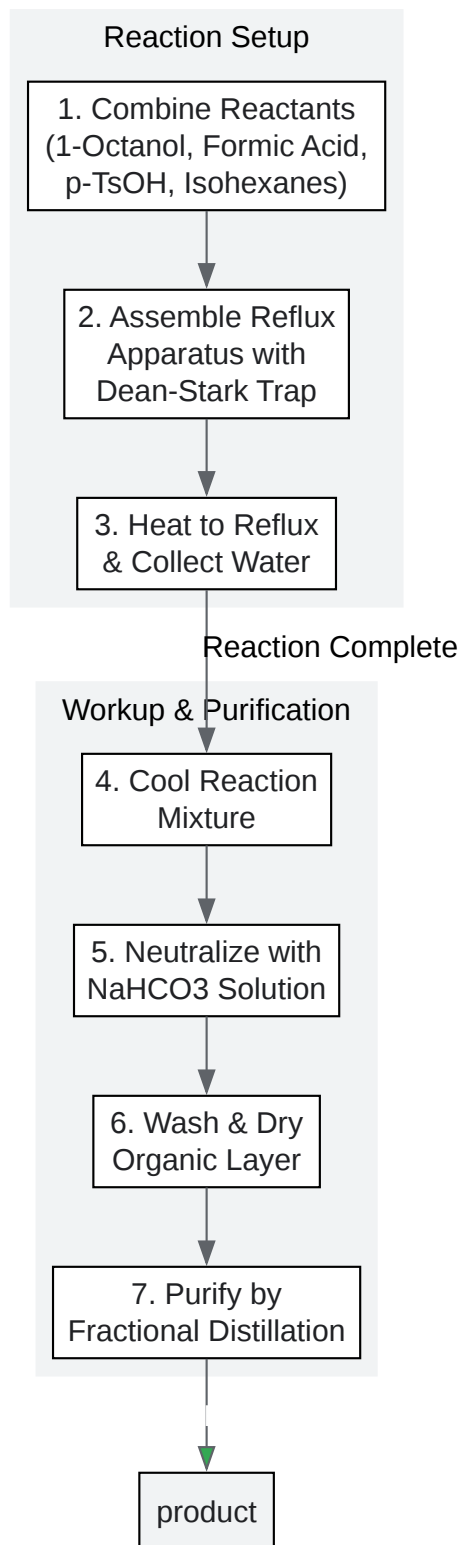 Reaction Setup
1. Combine Reactants
(1-Octanol, Formic Acid,
p-TsOH, Isohexanes)
2. Assemble Reflux
Apparatus with
Dean-Stark Trap
3. Heat to Reflux
& Collect Water
Reaction Complete
Workup & Purification
4. Cool Reaction
Mixture
5. Neutralize with
NaHCO3 Solution
6. Wash & Dry
Organic Layer
7. Purify by
Fractional Distillation
product